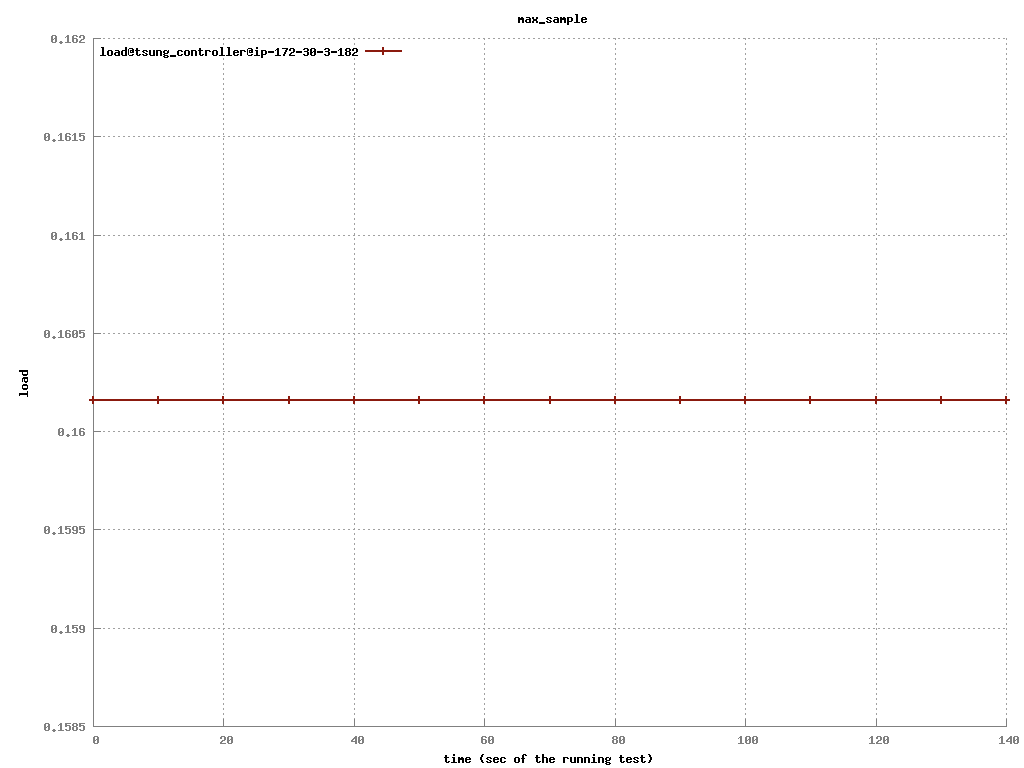 max_sample
0.162
load@tsung_controller@ip-172-30-3-182
0.1615
0.161
0.1605
load
0.16
0.1595
0.159
0.1585
0 20 40 60 80 100 120 140
time (sec of the running test)